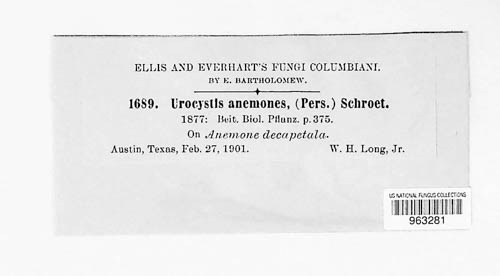 ELLIS AND EVERHART'S FUNGI COLUMBIANI.
BY E. BARTHOLOMEW.
1689. Urocystis anemones, (Pers.) Schroet.
1877: Beit. Biol. Pflanz. p. 375.
On Anemone decapetala.
Austin, Texas, Feb. 27, 1901. W. H. Long, Jr.
US NATIONAL FUNGUS COLLECTIONS
963281